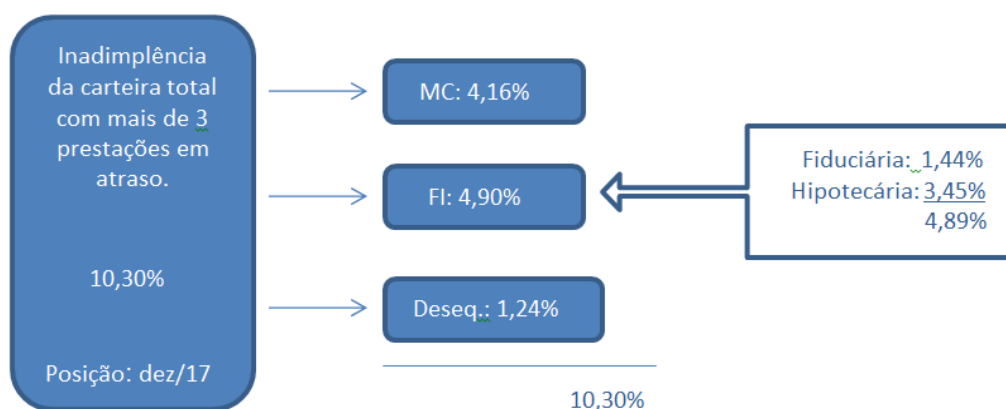 Inadimplência
da carteira total
com mais de 3
prestações em
atraso.
10,30%
Posição: dez/17
MC: 4,16%
FI: 4,90%
Deseq.: 1,24%
10,30%
Fiduciária: 1,44%
Hipotecária: 3,45%
4,89%